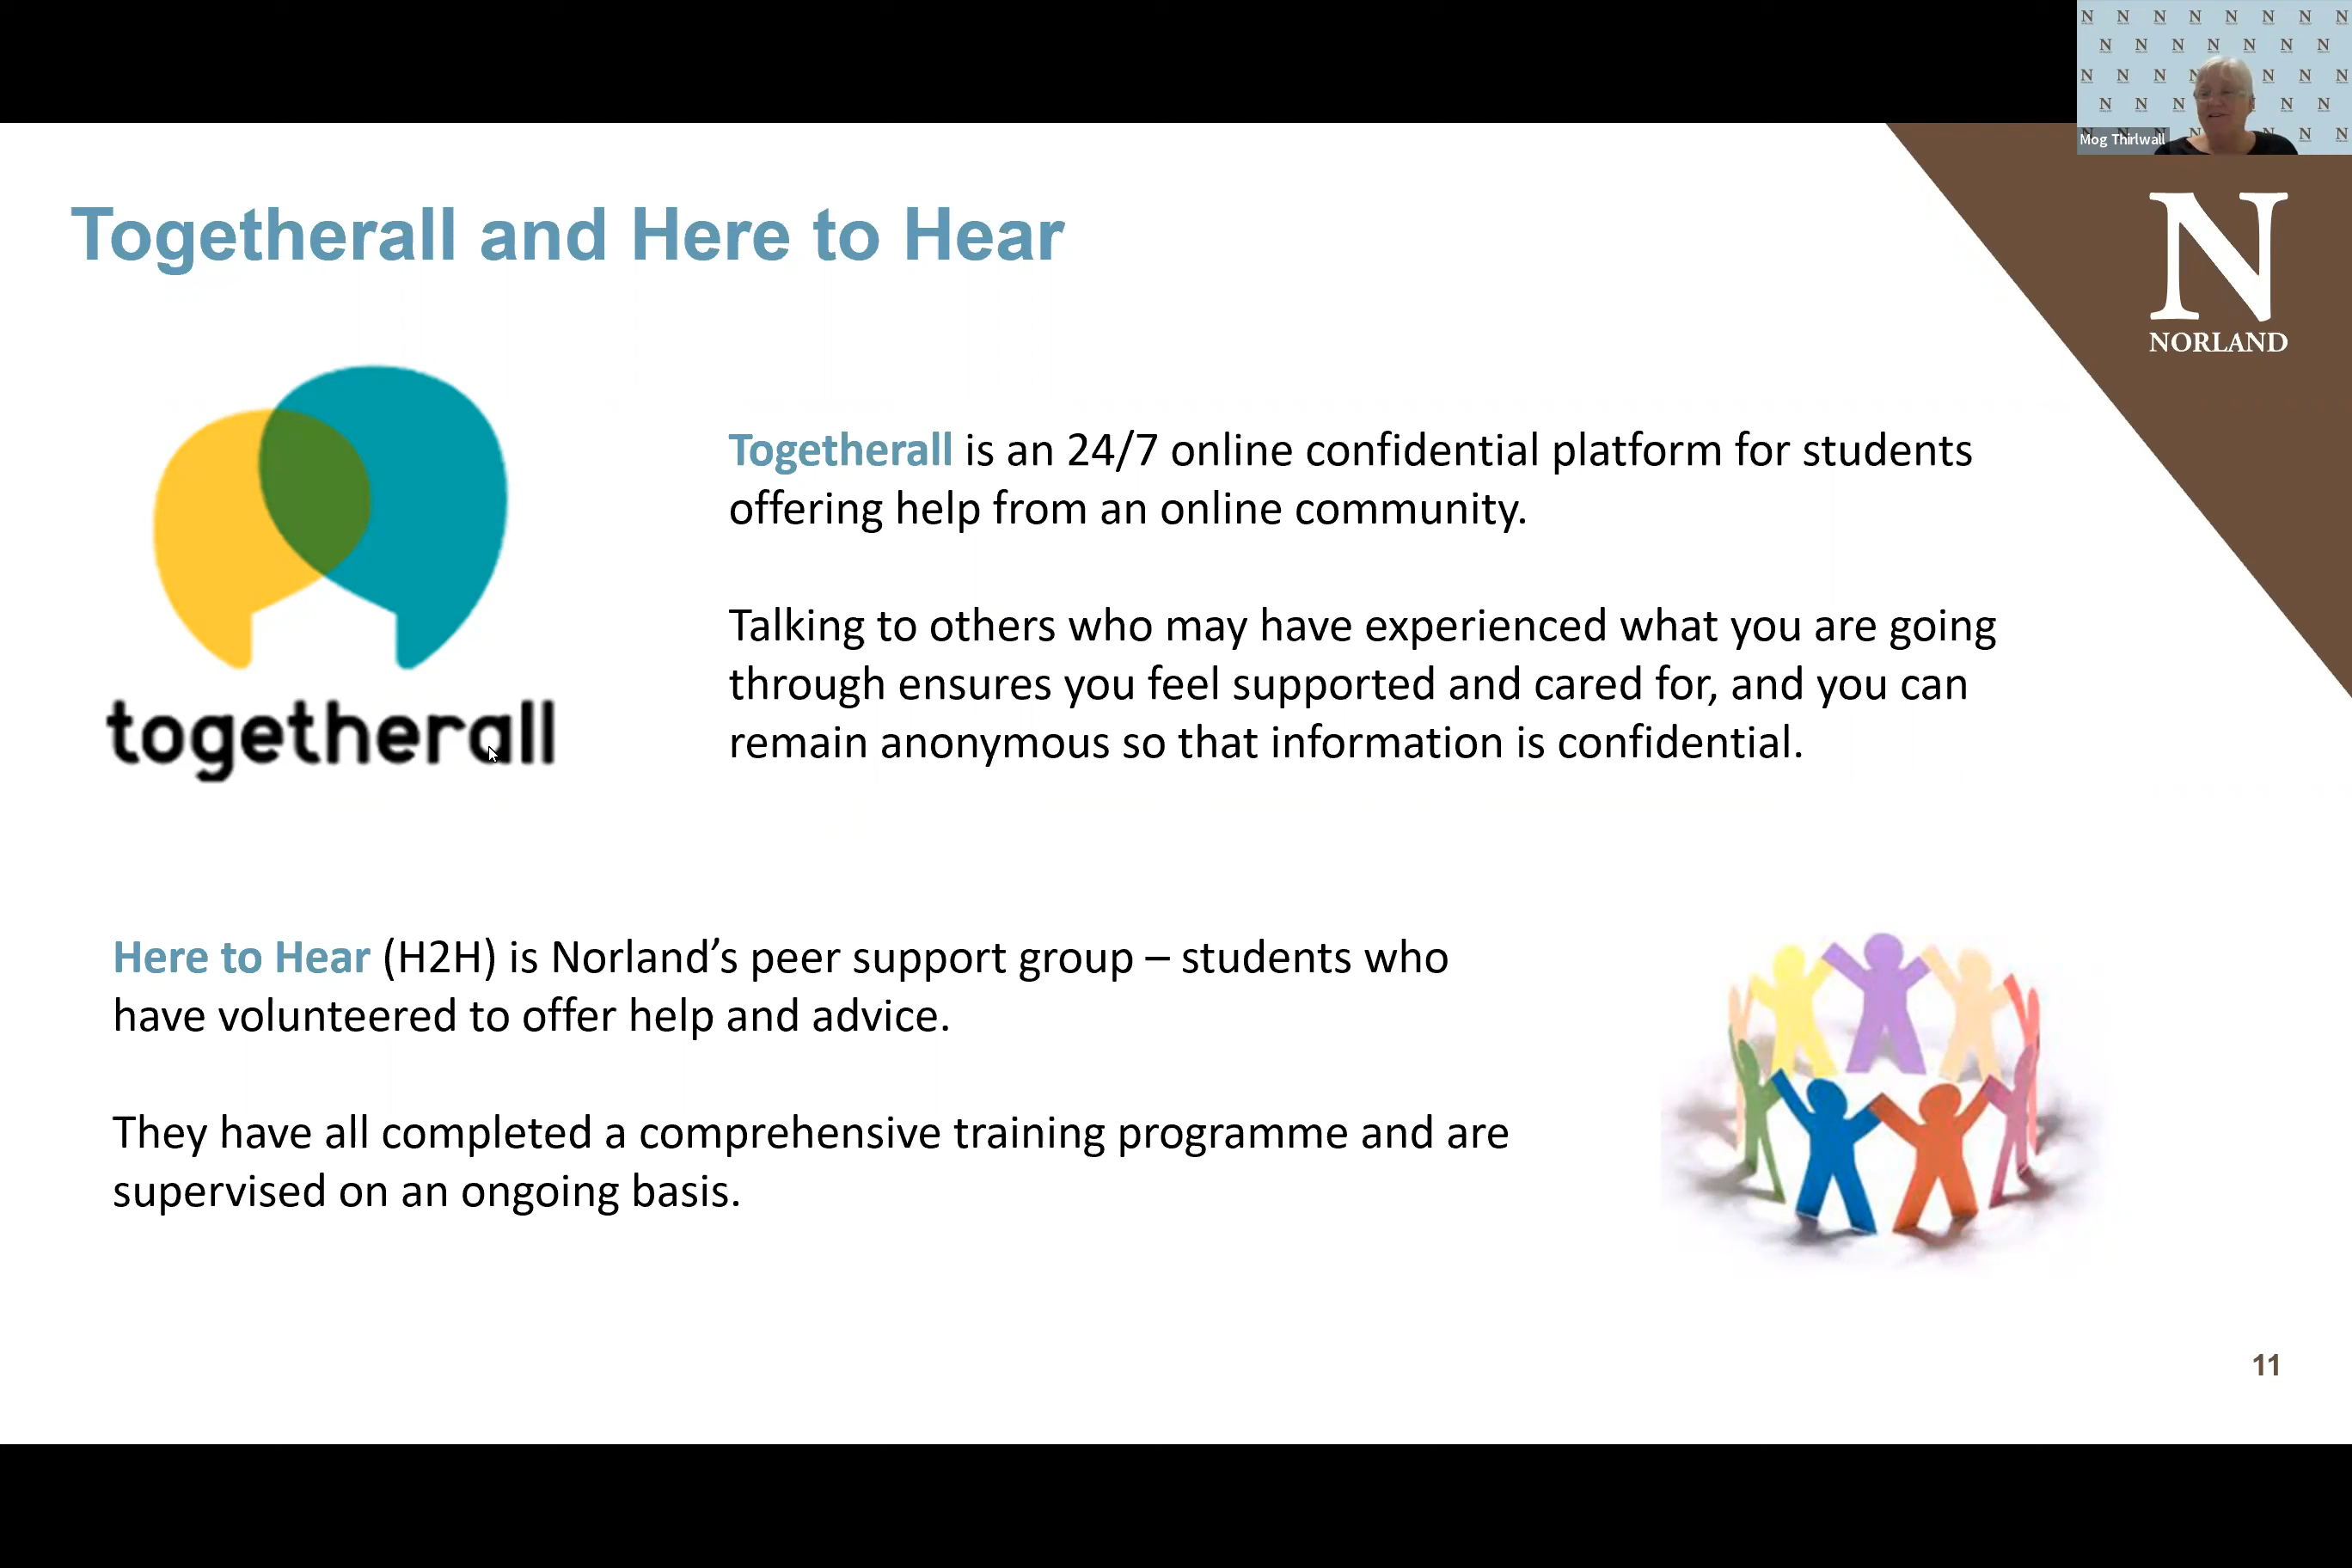 Mog Thirlwall
Togetherall and Here to Hear
N
NORLAND
Togetherall is an 24/7 online confidential platform for students
offering help from an online community.
Talking to others who may have experienced what you are going
through ensures you feel supported and cared for, and you can
remain anonymous so that information is confidential.
togetherall
Here to Hear (H2H) is Norland’s peer support group – students who
have volunteered to offer help and advice.
They have all completed a comprehensive training programme and are
supervised on an ongoing basis.
11